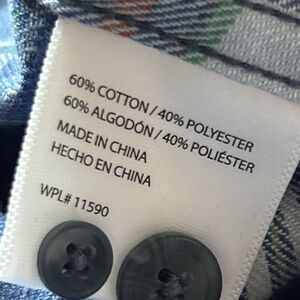 60% COTTON / 40% POLYESTER
60% ALGODÓN / 40% POLIÉSTER
MADE IN CHINA
HECHO EN CHINA
WPL# 11590